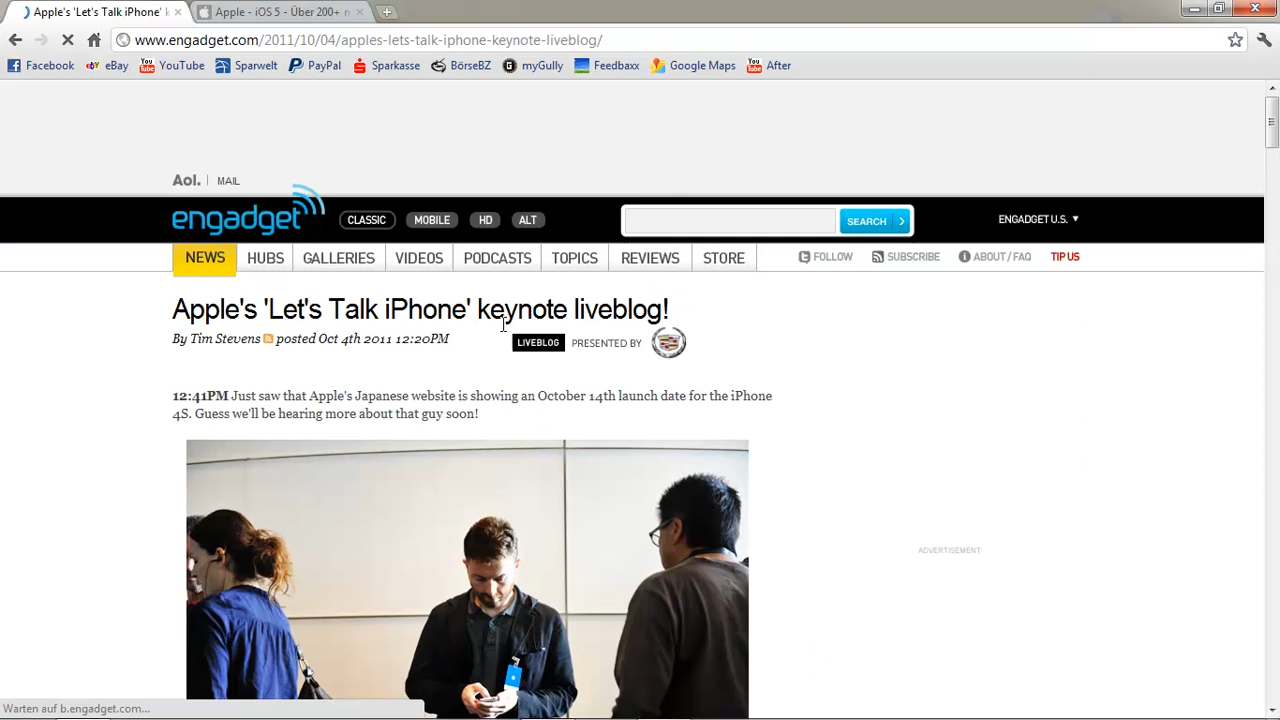 Apple's 'Let's Talk iPhone' k
Apple - iOS 5 - Über 200+ n
www.engadget.com/2011/10/04/apples-lets-talk-iphone-keynote-liveblog/
Facebook eBay YouTube Sparwelt PayPal Sparkasse BörseBZ myGully Feedbaxx Google Maps After
Aol. MAIL
engadget CLASSIC MOBILE HD ALT SEARCH ENGADGET U.S.
NEWS HUBS GALLERIES VIDEOS PODCASTS TOPICS REVIEWS STORE FOLLOW SUBSCRIBE ABOUT / FAQ TIP US
Apple's 'Let's Talk iPhone' keynote liveblog!
By Tim Stevens posted Oct 4th 2011 12:20PM
LIVEBLOG PRESENTED BY
12:41PM Just saw that Apple's Japanese website is showing an October 14th launch date for the iPhone
4S. Guess we'll be hearing more about that guy soon!
ADVERTISEMENT
Warten auf b.engadget.com...